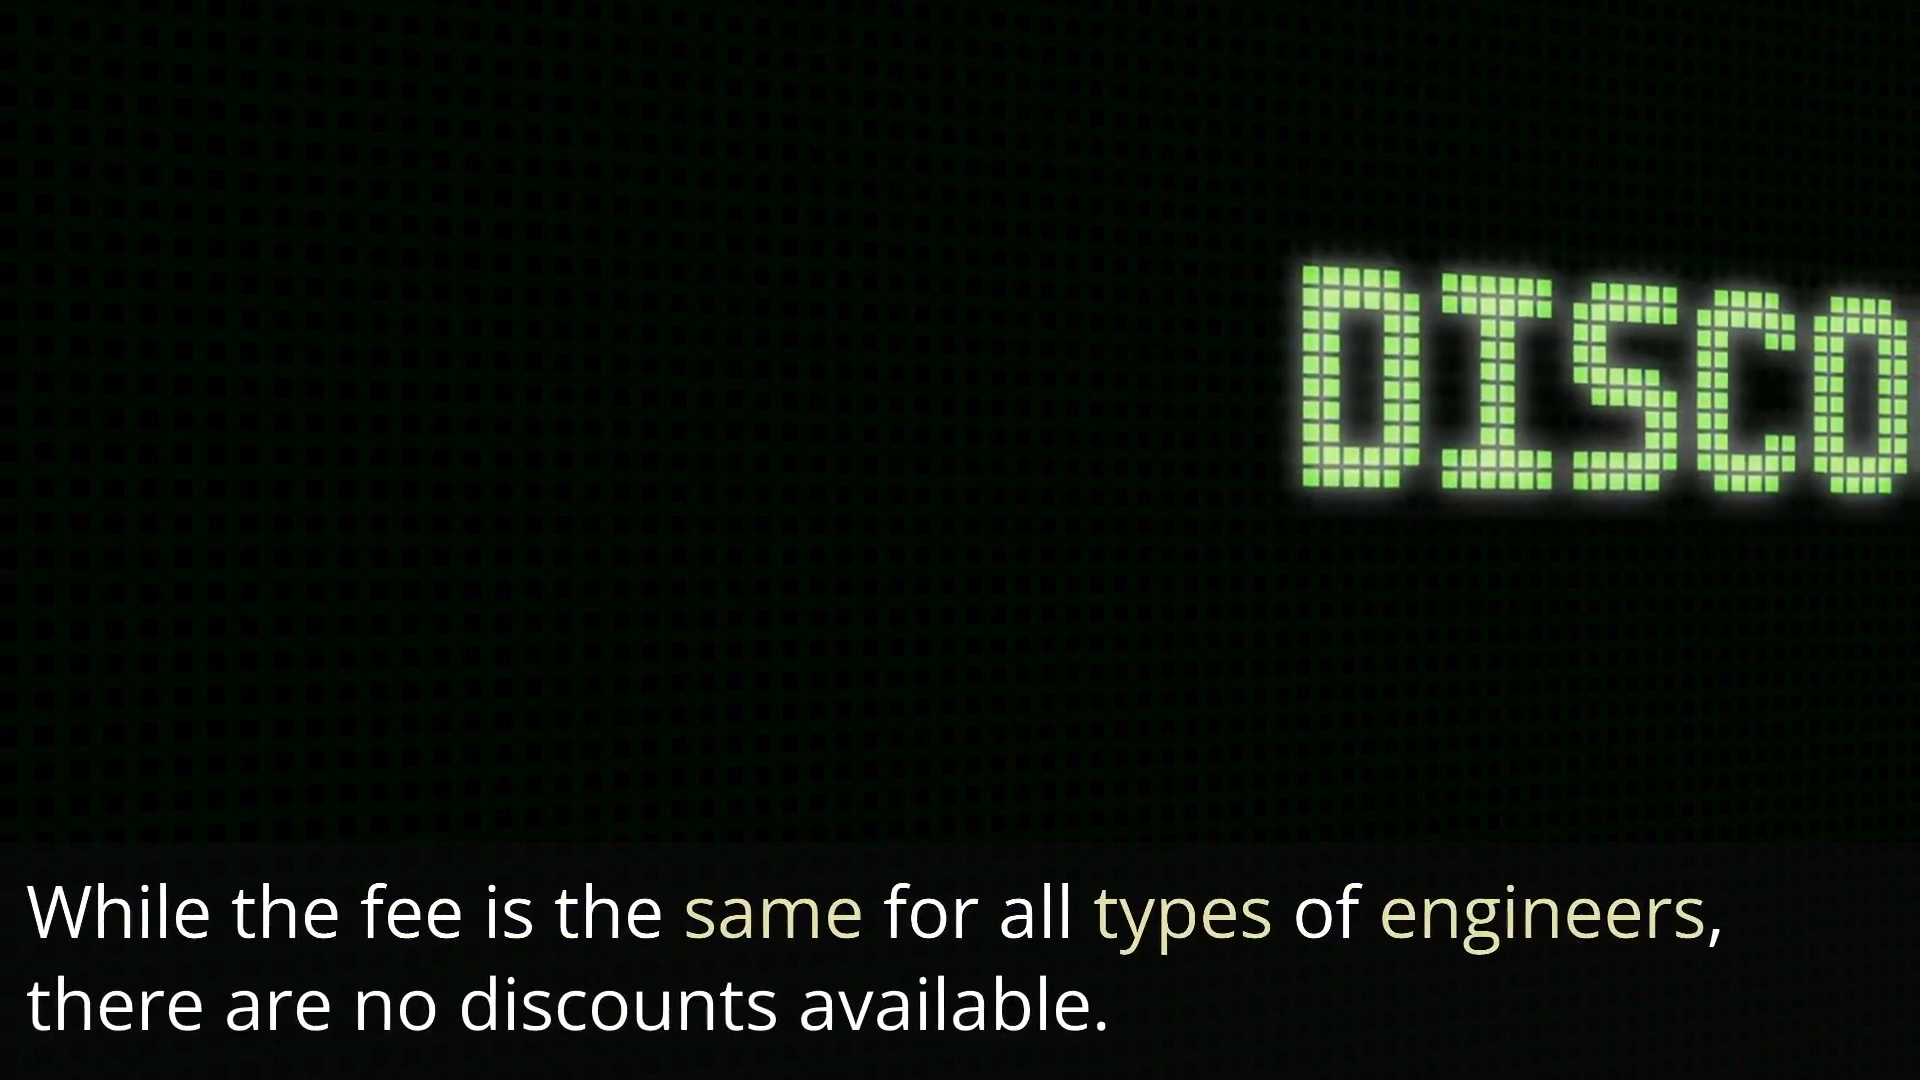 DISCO
While the fee is the same for all types of engineers,
there are no discounts available.